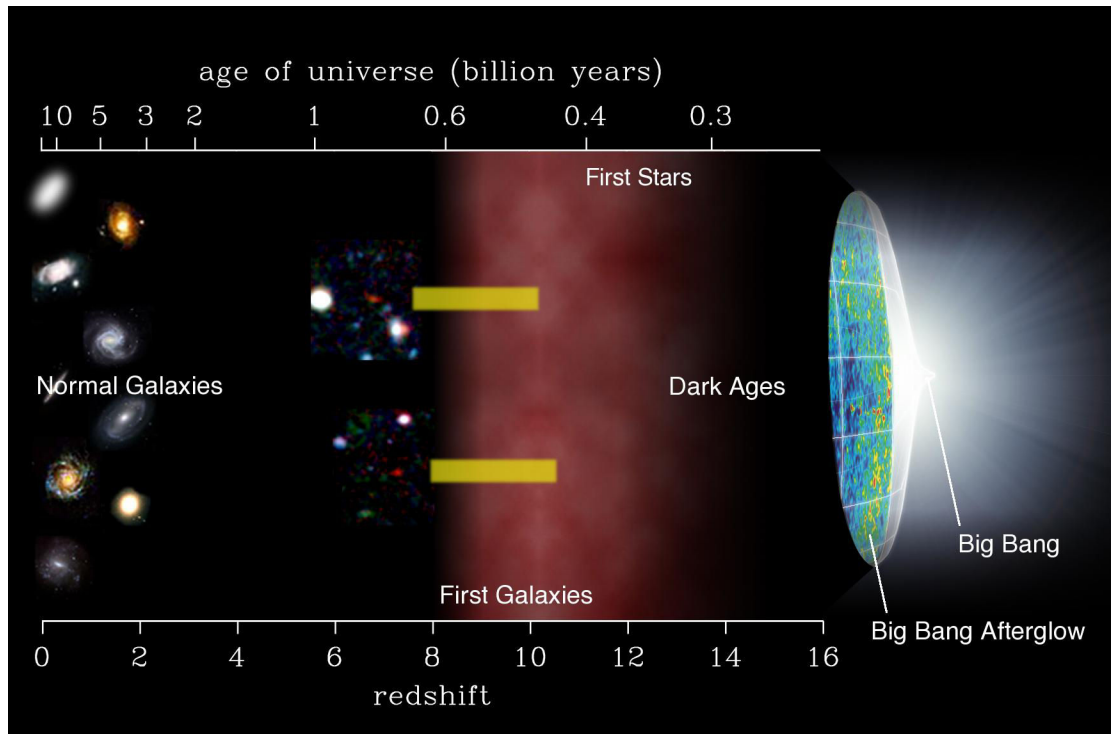 age of universe (billion years)
10 5 3 2 1 0.6 0.4 0.3
First Stars
Normal Galaxies
Dark Ages
Big Bang
First Galaxies
Big Bang Afterglow
0 2 4 6 8 10 12 14 16
redshift